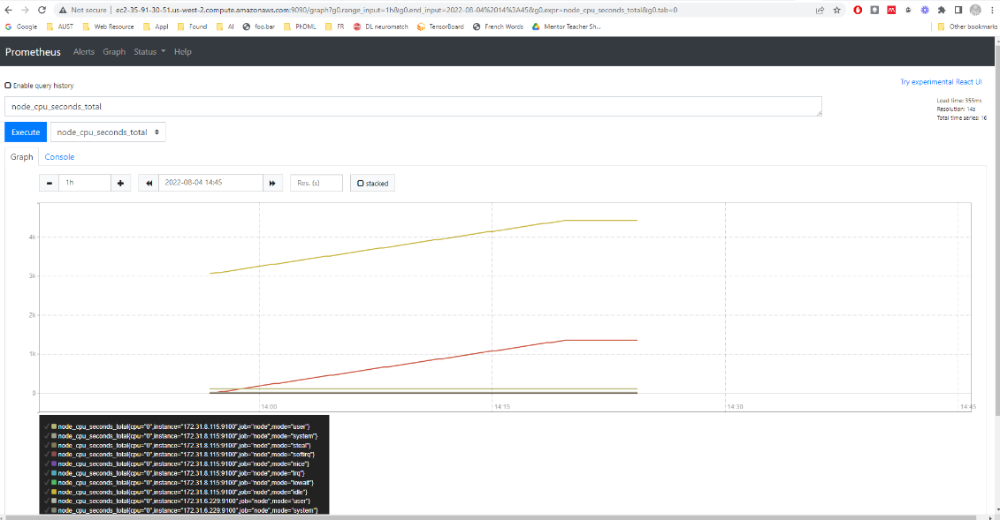 Not secure | ec2-35-91-30-51.us-west-2.compute.amazonaws.com:9090/graph?g0.range_input=1h&g0.end_input=2022-08-04%2014%3A45&g0.expr=node_cpu_seconds_total&g0.tab=0
Google AUST Web Resource Appl Found AI foo.bar PhDML FR DL neuromatch TensorBoard French Words Mentor Teacher Sh... Other bookmarks
Prometheus Alerts Graph Status Help
Enable query history Try experimental React UI
node_cpu_seconds_total
Load time: 355ms
Resolution: 14s
Total time series: 16
Execute node_cpu_seconds_total
Graph Console
1h 2022-08-04 14:45 Res. (s) stacked
4k
3k
2k
1k
0
14:00 14:15 14:30 14:45
node_cpu_seconds_total{cpu="0",instance="172.31.8.115:9100",job="node",mode="user"}
node_cpu_seconds_total{cpu="0",instance="172.31.8.115:9100",job="node",mode="system"}
node_cpu_seconds_total{cpu="0",instance="172.31.8.115:9100",job="node",mode="steal"}
node_cpu_seconds_total{cpu="0",instance="172.31.8.115:9100",job="node",mode="softirq"}
node_cpu_seconds_total{cpu="0",instance="172.31.8.115:9100",job="node",mode="nice"}
node_cpu_seconds_total{cpu="0",instance="172.31.8.115:9100",job="node",mode="irq"}
node_cpu_seconds_total{cpu="0",instance="172.31.8.115:9100",job="node",mode="iowait"}
node_cpu_seconds_total{cpu="0",instance="172.31.8.115:9100",job="node",mode="idle"}
node_cpu_seconds_total{cpu="0",instance="172.31.6.229:9100",job="node",mode="user"}
node_cpu_seconds_total{cpu="0",instance="172.31.6.229:9100",job="node",mode="system"}